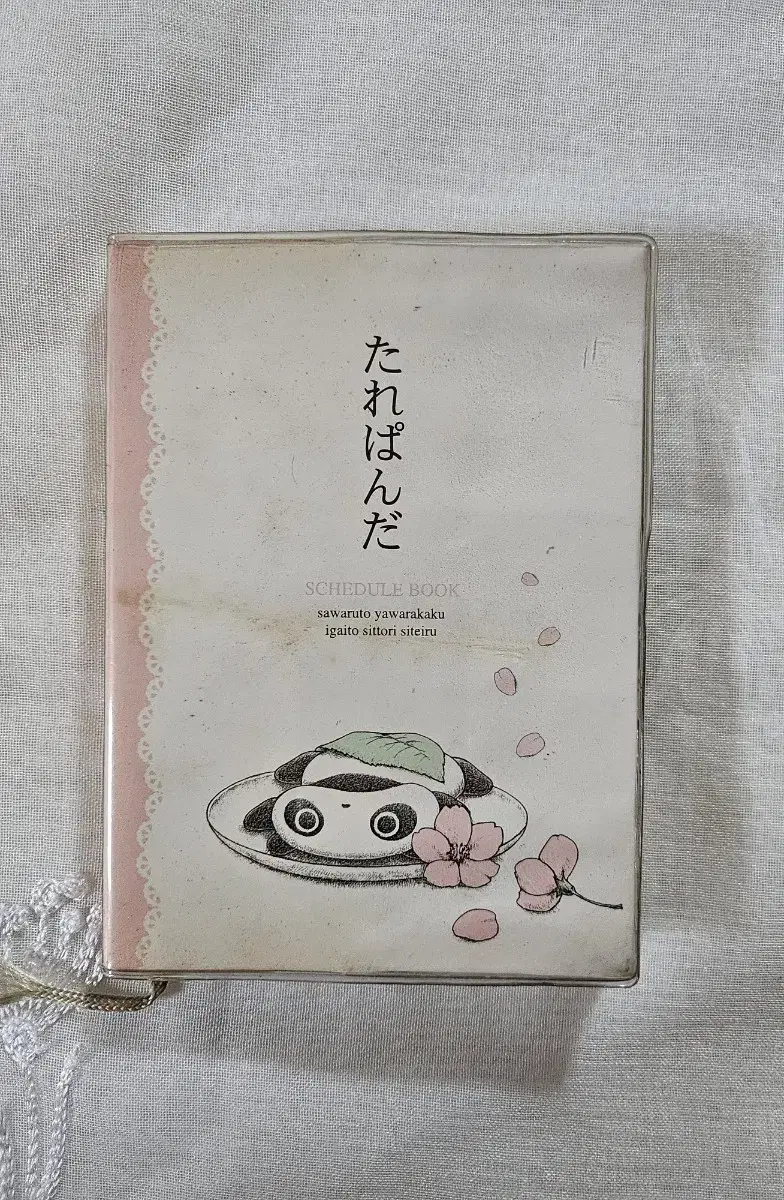 たれぱんだ
SCHEDULE BOOK
sawaruto yawarakaku
igaito sittori siteiru